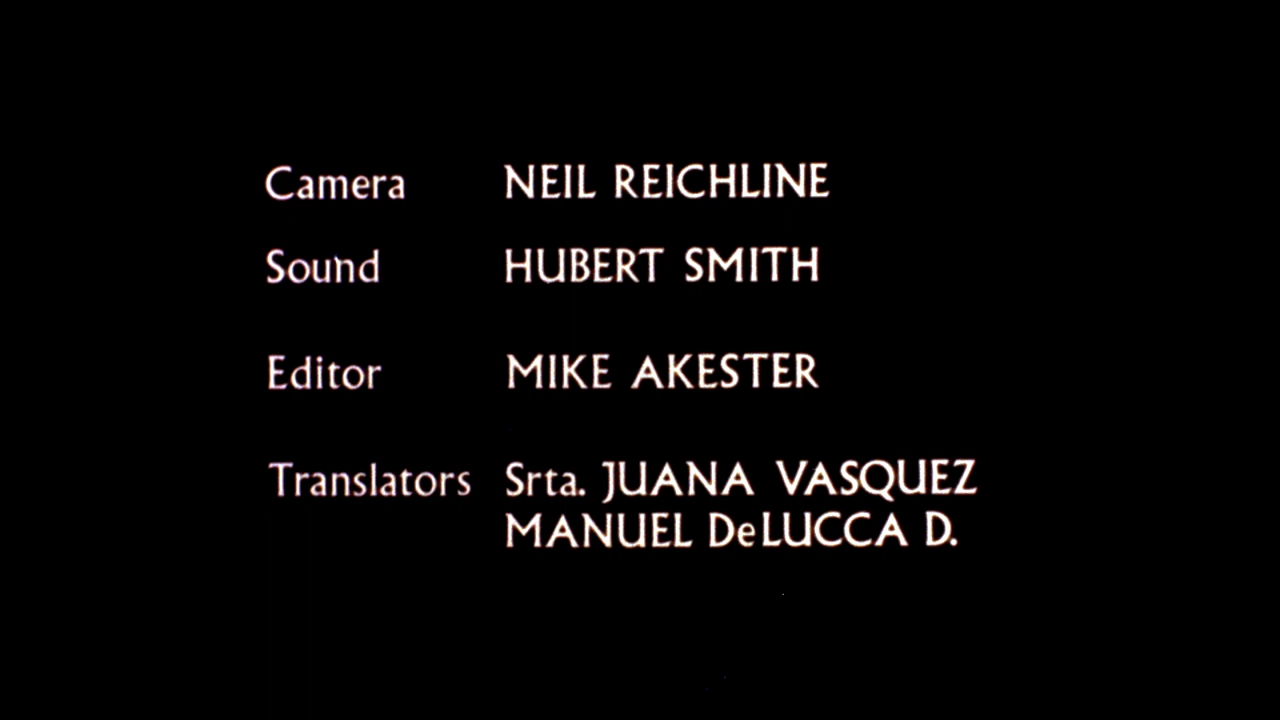 Camera NEIL REICHLINE
Sound HUBERT SMITH
Editor MIKE AKESTER
Translators Srta. JUANA VASQUEZ
MANUEL DeLUCCA D.